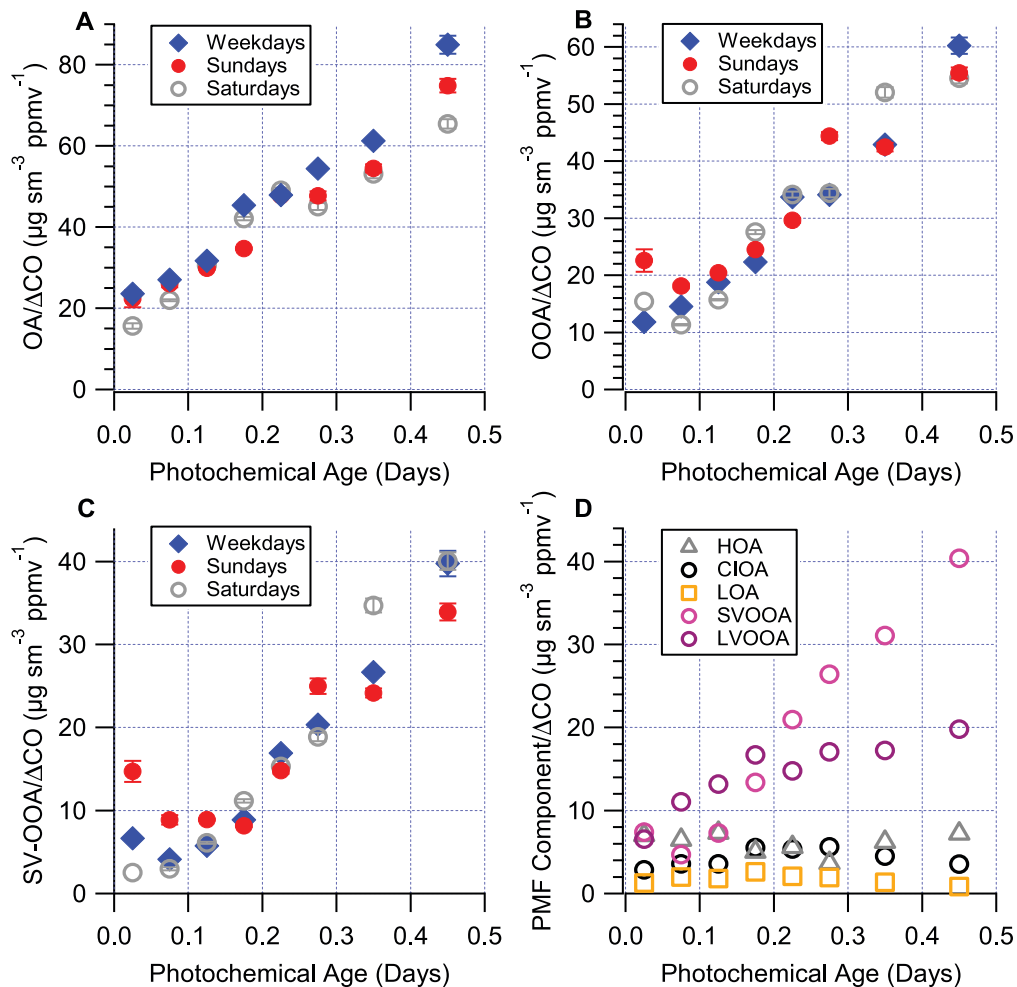 A
OA/ΔCO (µg sm⁻³ ppmv⁻¹)
80
60
40
20
0
Weekdays
Sundays
Saturdays
0.0 0.1 0.2 0.3 0.4 0.5
Photochemical Age (Days)
B
OOA/ΔCO (µg sm⁻³ ppmv⁻¹)
60
50
40
30
20
10
0
Weekdays
Sundays
Saturdays
0.0 0.1 0.2 0.3 0.4 0.5
Photochemical Age (Days)
C
SV-OOA/ΔCO (µg sm⁻³ ppmv⁻¹)
40
30
20
10
0
Weekdays
Sundays
Saturdays
0.0 0.1 0.2 0.3 0.4 0.5
Photochemical Age (Days)
D
PMF Component/ΔCO (µg sm⁻³ ppmv⁻¹)
40
30
20
10
0
HOA
CIOA
LOA
SVOOA
LVOOA
0.0 0.1 0.2 0.3 0.4 0.5
Photochemical Age (Days)